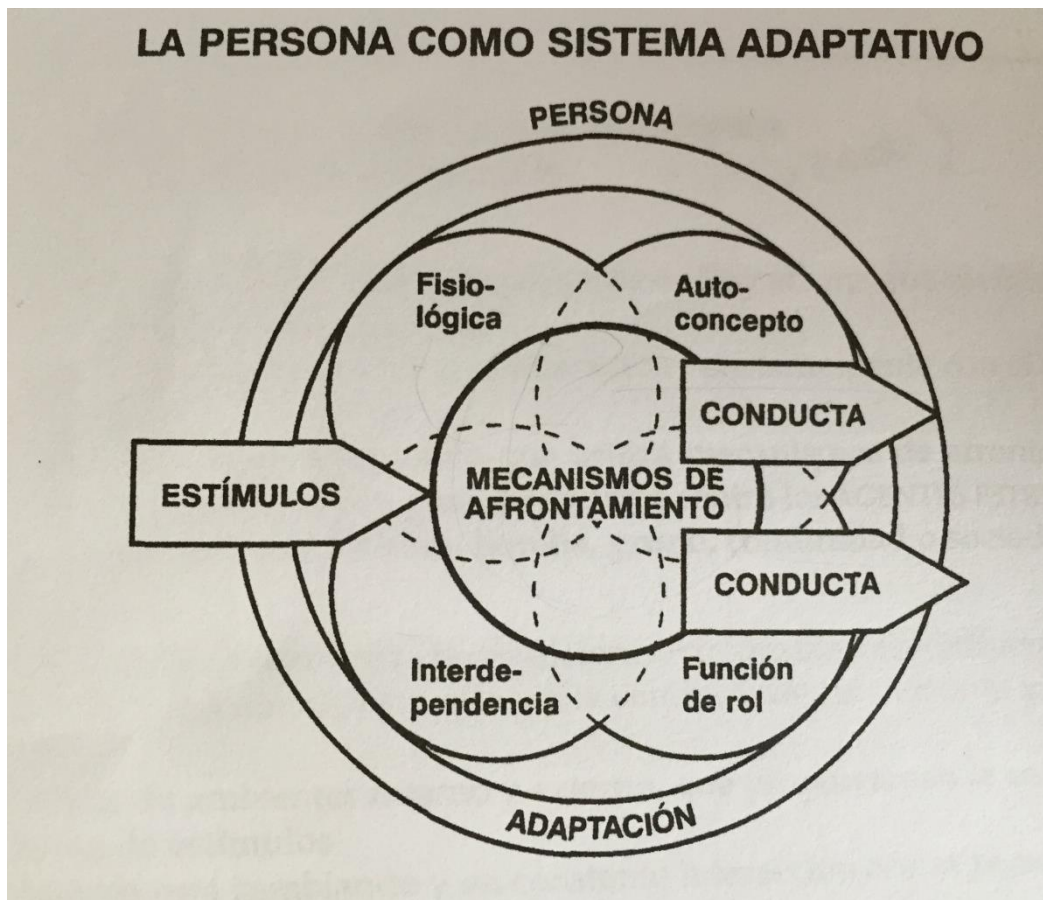 LA PERSONA COMO SISTEMA ADAPTATIVO
PERSONA
Fisio-
lógica
Auto-
concepto
CONDUCTA
ESTÍMULOS
MECANISMOS DE
AFRONTAMIENTO
CONDUCTA
Interde-
pendencia
Función
de rol
ADAPTACIÓN